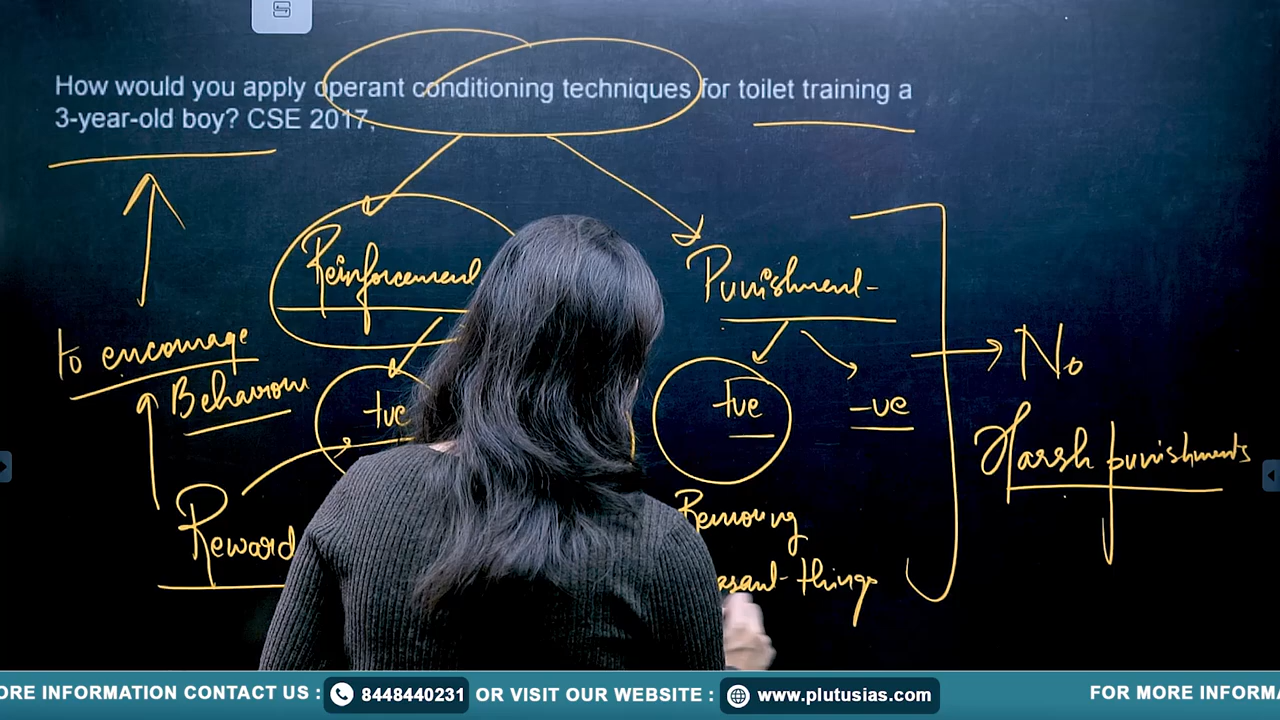 How would you apply operant conditioning techniques for toilet training a
3-year-old boy? CSE 2017,
Reinforcement
Punishment-
to encourage
Behaviour
+ve
+ve
-ve
No
Harsh punishments
Reward
Removing
things
ORE INFORMATION CONTACT US : 8448440231 OR VISIT OUR WEBSITE : www.plutusias.com FOR MORE INFORMA